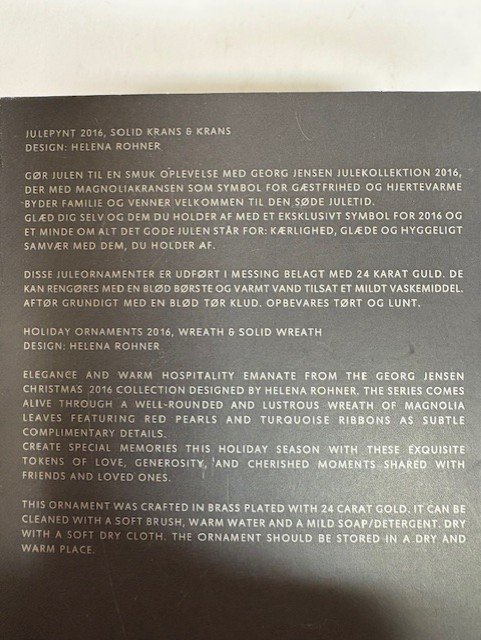 JULEPYNT 2016, SOLID KRANS & KRANS
DESIGN: HELENA ROHNER
GØR JULEN TIL EN SMUK OPLEVELSE MED GEORG JENSEN JULEKOLLEKTION 2016,
DER MED MAGNOLIAKRANSEN SOM SYMBOL FOR GÆSTFRIHED OG HJERTEVARME
BYDER FAMILIE OG VENNER VELKOMMEN TIL DEN SØDE JULETID.
GLÆD DIG SELV OG DEM DU HOLDER AF MED ET EKSKLUSIVT SYMBOL FOR 2016 OG
ET MINDE OM ALT DET GODE JULEN STÅR FOR: KÆRLIGHED, GLÆDE OG HYGGELIGT
SAMVÆR MED DEM, DU HOLDER AF.
DISSE JULEORNAMENTER ER UDFØRT I MESSING BELAGT MED 24 KARAT GULD. DE
KAN RENGØRES MED EN BLØD BØRSTE OG VARMT VAND TILSAT ET MILDT VASKEMIDDEL.
AFTØR GRUNDIGT MED EN BLØD TØR KLUD. OPBEVARES TØRT OG LUNT.
HOLIDAY ORNAMENTS 2016, WREATH & SOLID WREATH
DESIGN: HELENA ROHNER
ELEGANCE AND WARM HOSPITALITY EMANATE FROM THE GEORG JENSEN
CHRISTMAS 2016 COLLECTION DESIGNED BY HELENA ROHNER. THE SERIES COMES
ALIVE THROUGH A WELL-ROUNDED AND LUSTROUS WREATH OF MAGNOLIA
LEAVES FEATURING RED PEARLS AND TURQUOISE RIBBONS AS SUBTLE
COMPLIMENTARY DETAILS.
CREATE SPECIAL MEMORIES THIS HOLIDAY SEASON WITH THESE EXQUISITE
TOKENS OF LOVE, GENEROSITY, AND CHERISHED MOMENTS SHARED WITH
FRIENDS AND LOVED ONES.
THIS ORNAMENT WAS CRAFTED IN BRASS PLATED WITH 24 CARAT GOLD. IT CAN BE
CLEANED WITH A SOFT BRUSH, WARM WATER AND A MILD SOAP/DETERGENT. DRY
WITH A SOFT DRY CLOTH. THE ORNAMENT SHOULD BE STORED IN A DRY AND
WARM PLACE.